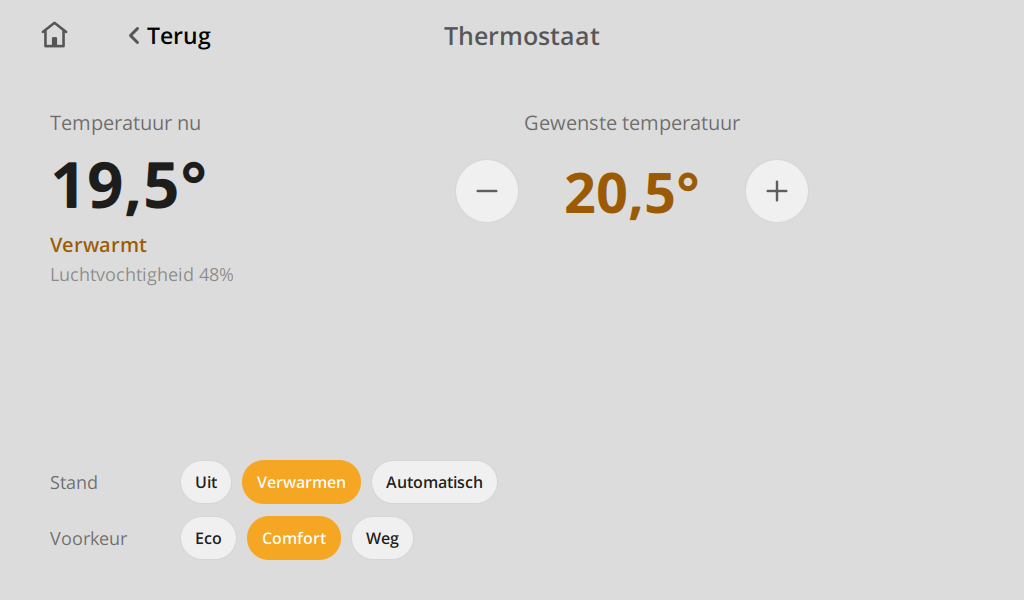 Terug
Thermostaat
Temperatuur nu
Gewenste temperatuur
19,5°
20,5°
Verwarmt
Luchtvochtigheid 48%
Stand Uit Verwarmen Automatisch
Voorkeur Eco Comfort Weg